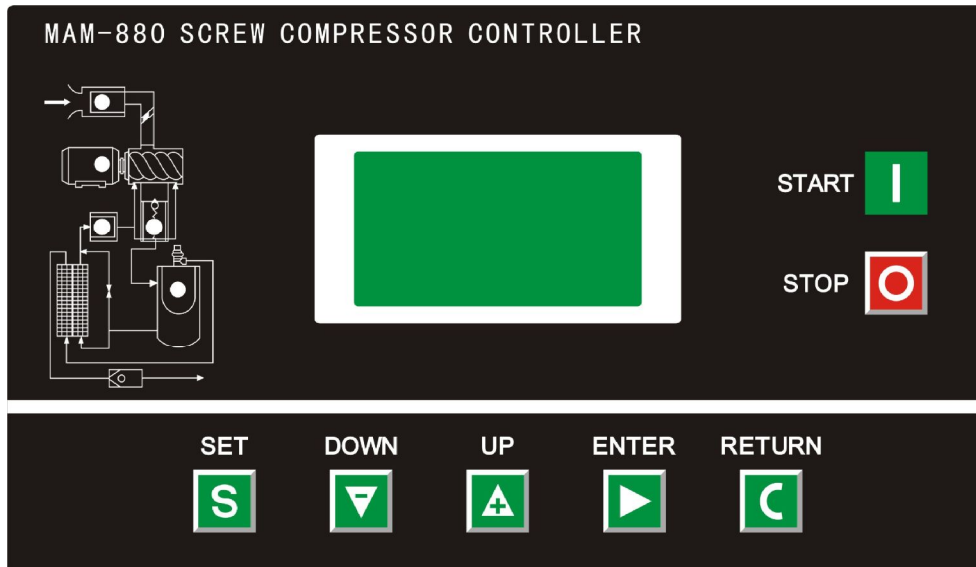 MAM-880 SCREW COMPRESSOR CONTROLLER
START
STOP
SET DOWN UP ENTER RETURN
S - + C